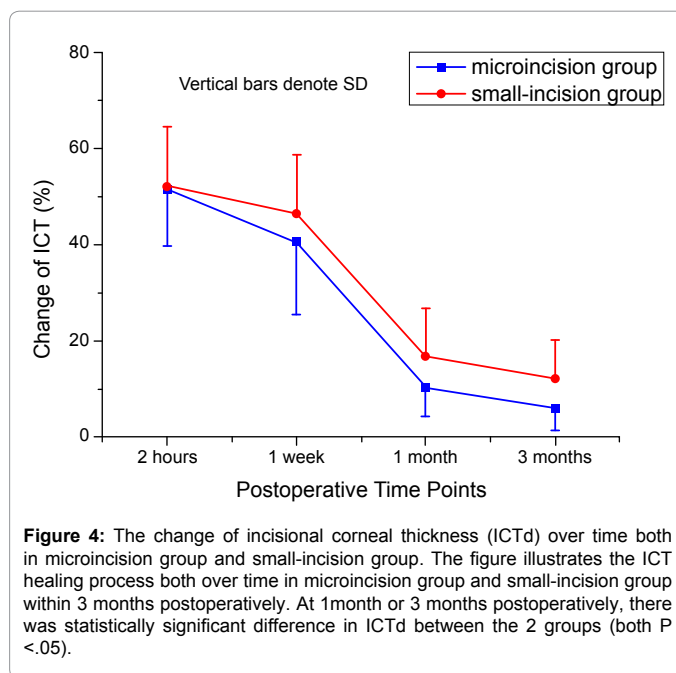 80
60
40
20
0
Change of ICT (%)
Vertical bars denote SD
microincision group
small-incision group
2 hours 1 week 1 month 3 months
Postoperative Time Points
Figure 4: The change of incisional corneal thickness (ICTd) over time both
in microincision group and small-incision group. The figure illustrates the ICT
healing process both over time in microincision group and small-incision group
within 3 months postoperatively. At 1month or 3 months postoperatively, there
was statistically significant difference in ICTd between the 2 groups (both P
<.05).